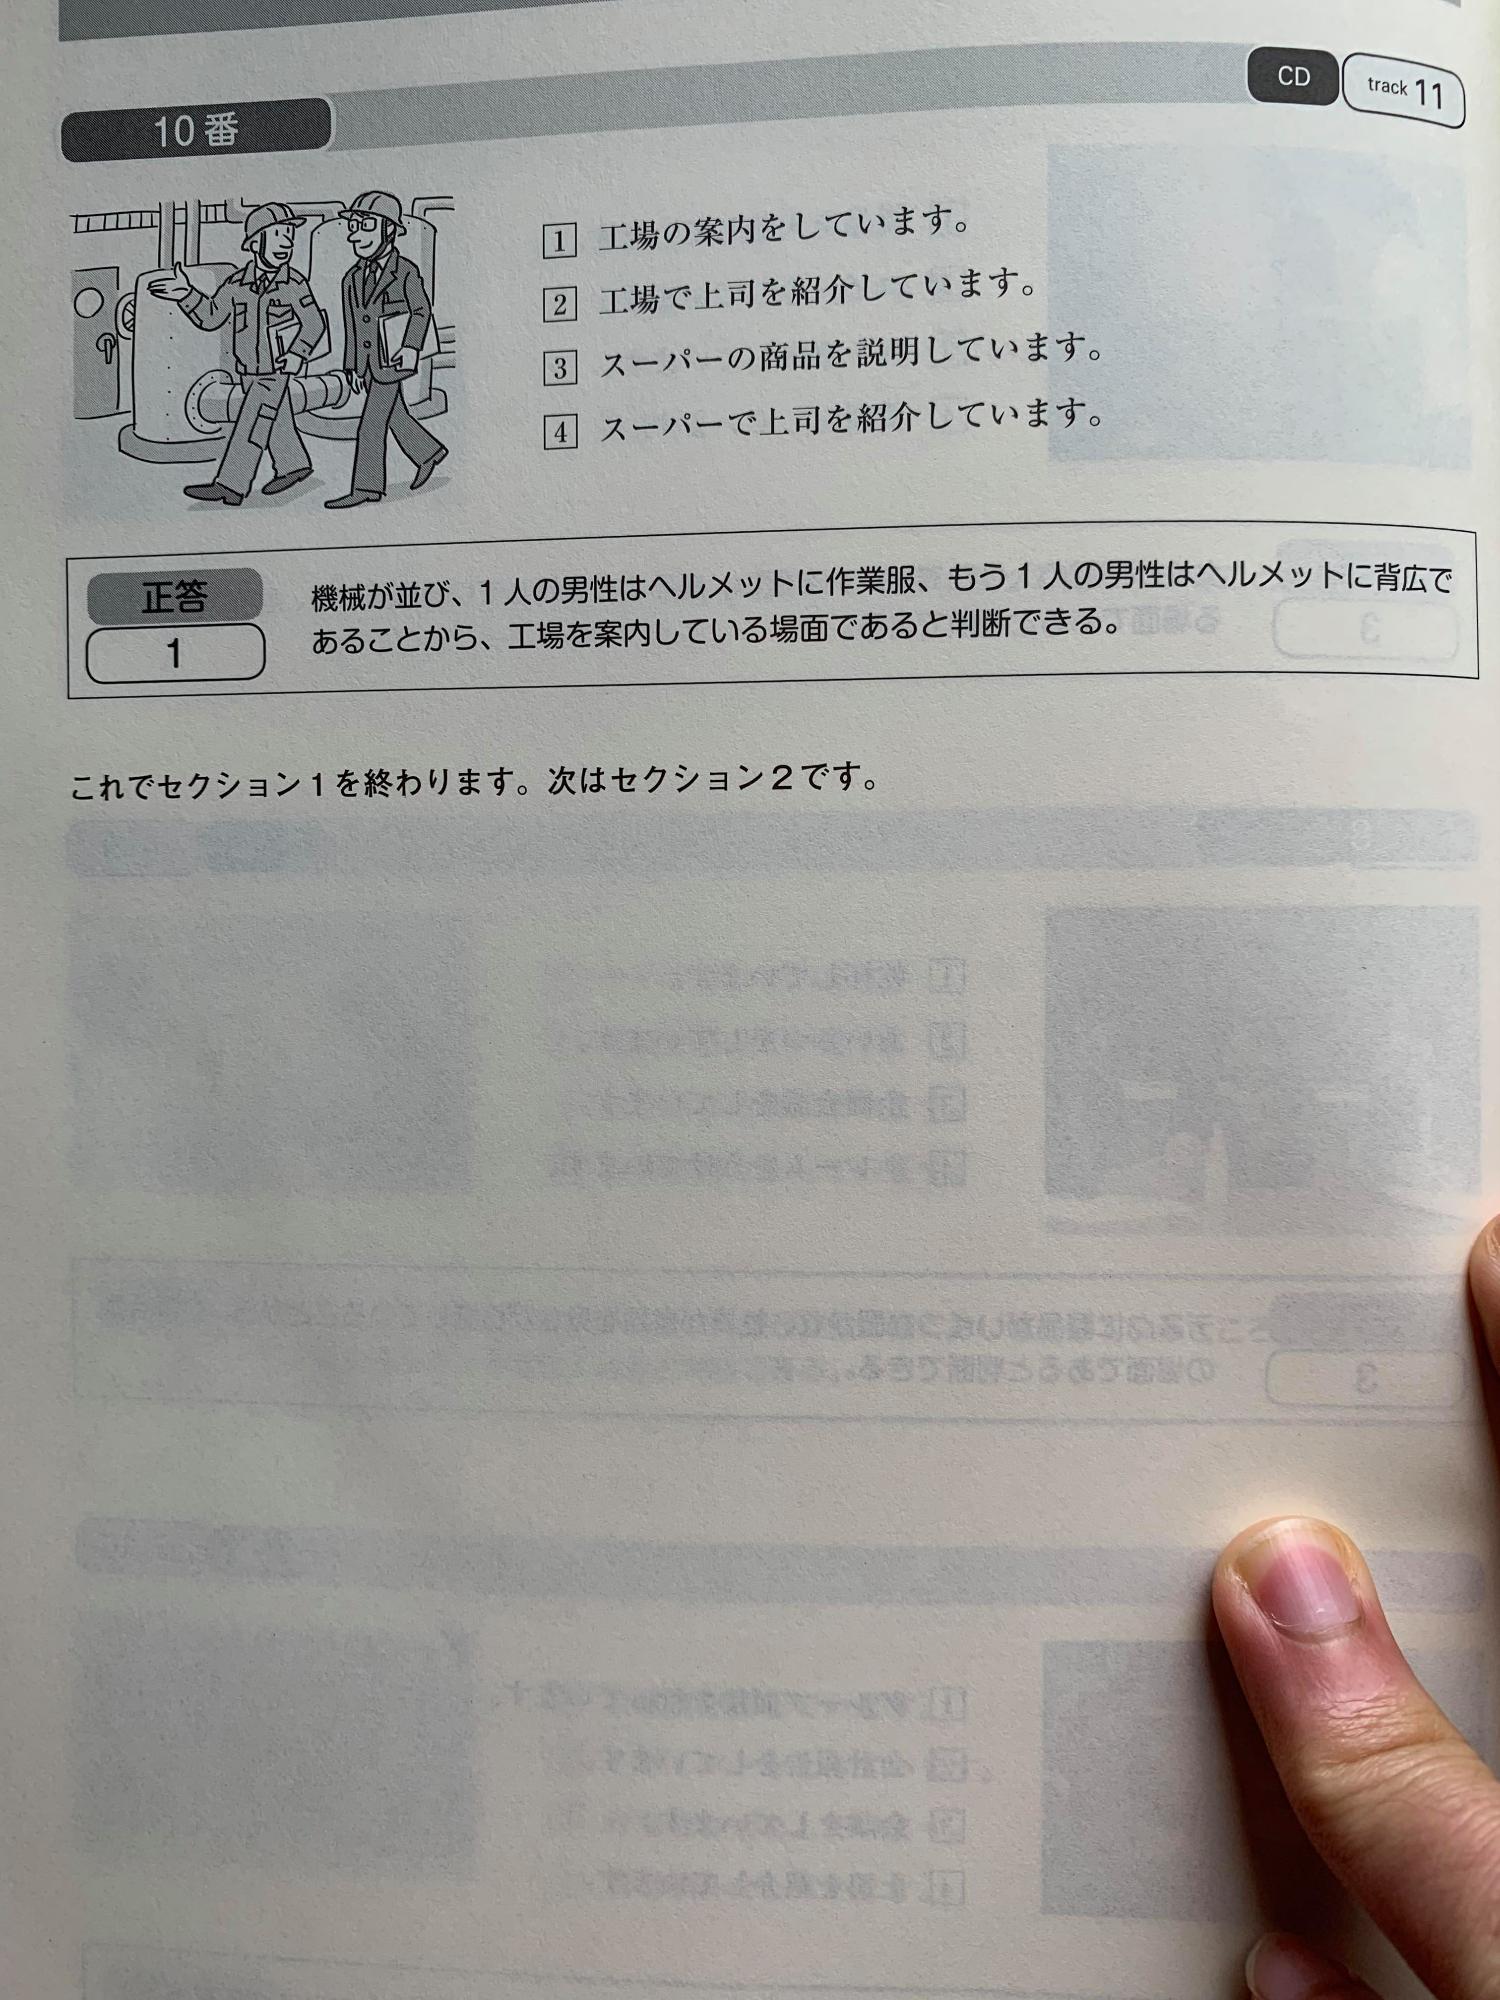 CD track 11
10番
1 工場の案内をしています。
2 工場で上司を紹介しています。
3 スーパーの商品を説明しています。
4 スーパーで上司を紹介しています。
正答
1
機械が並び、1人の男性はヘルメットに作業服、もう1人の男性はヘルメットに背広で
あることから、工場を案内している場面であると判断できる。
これでセクション1を終わります。次はセクション2です。